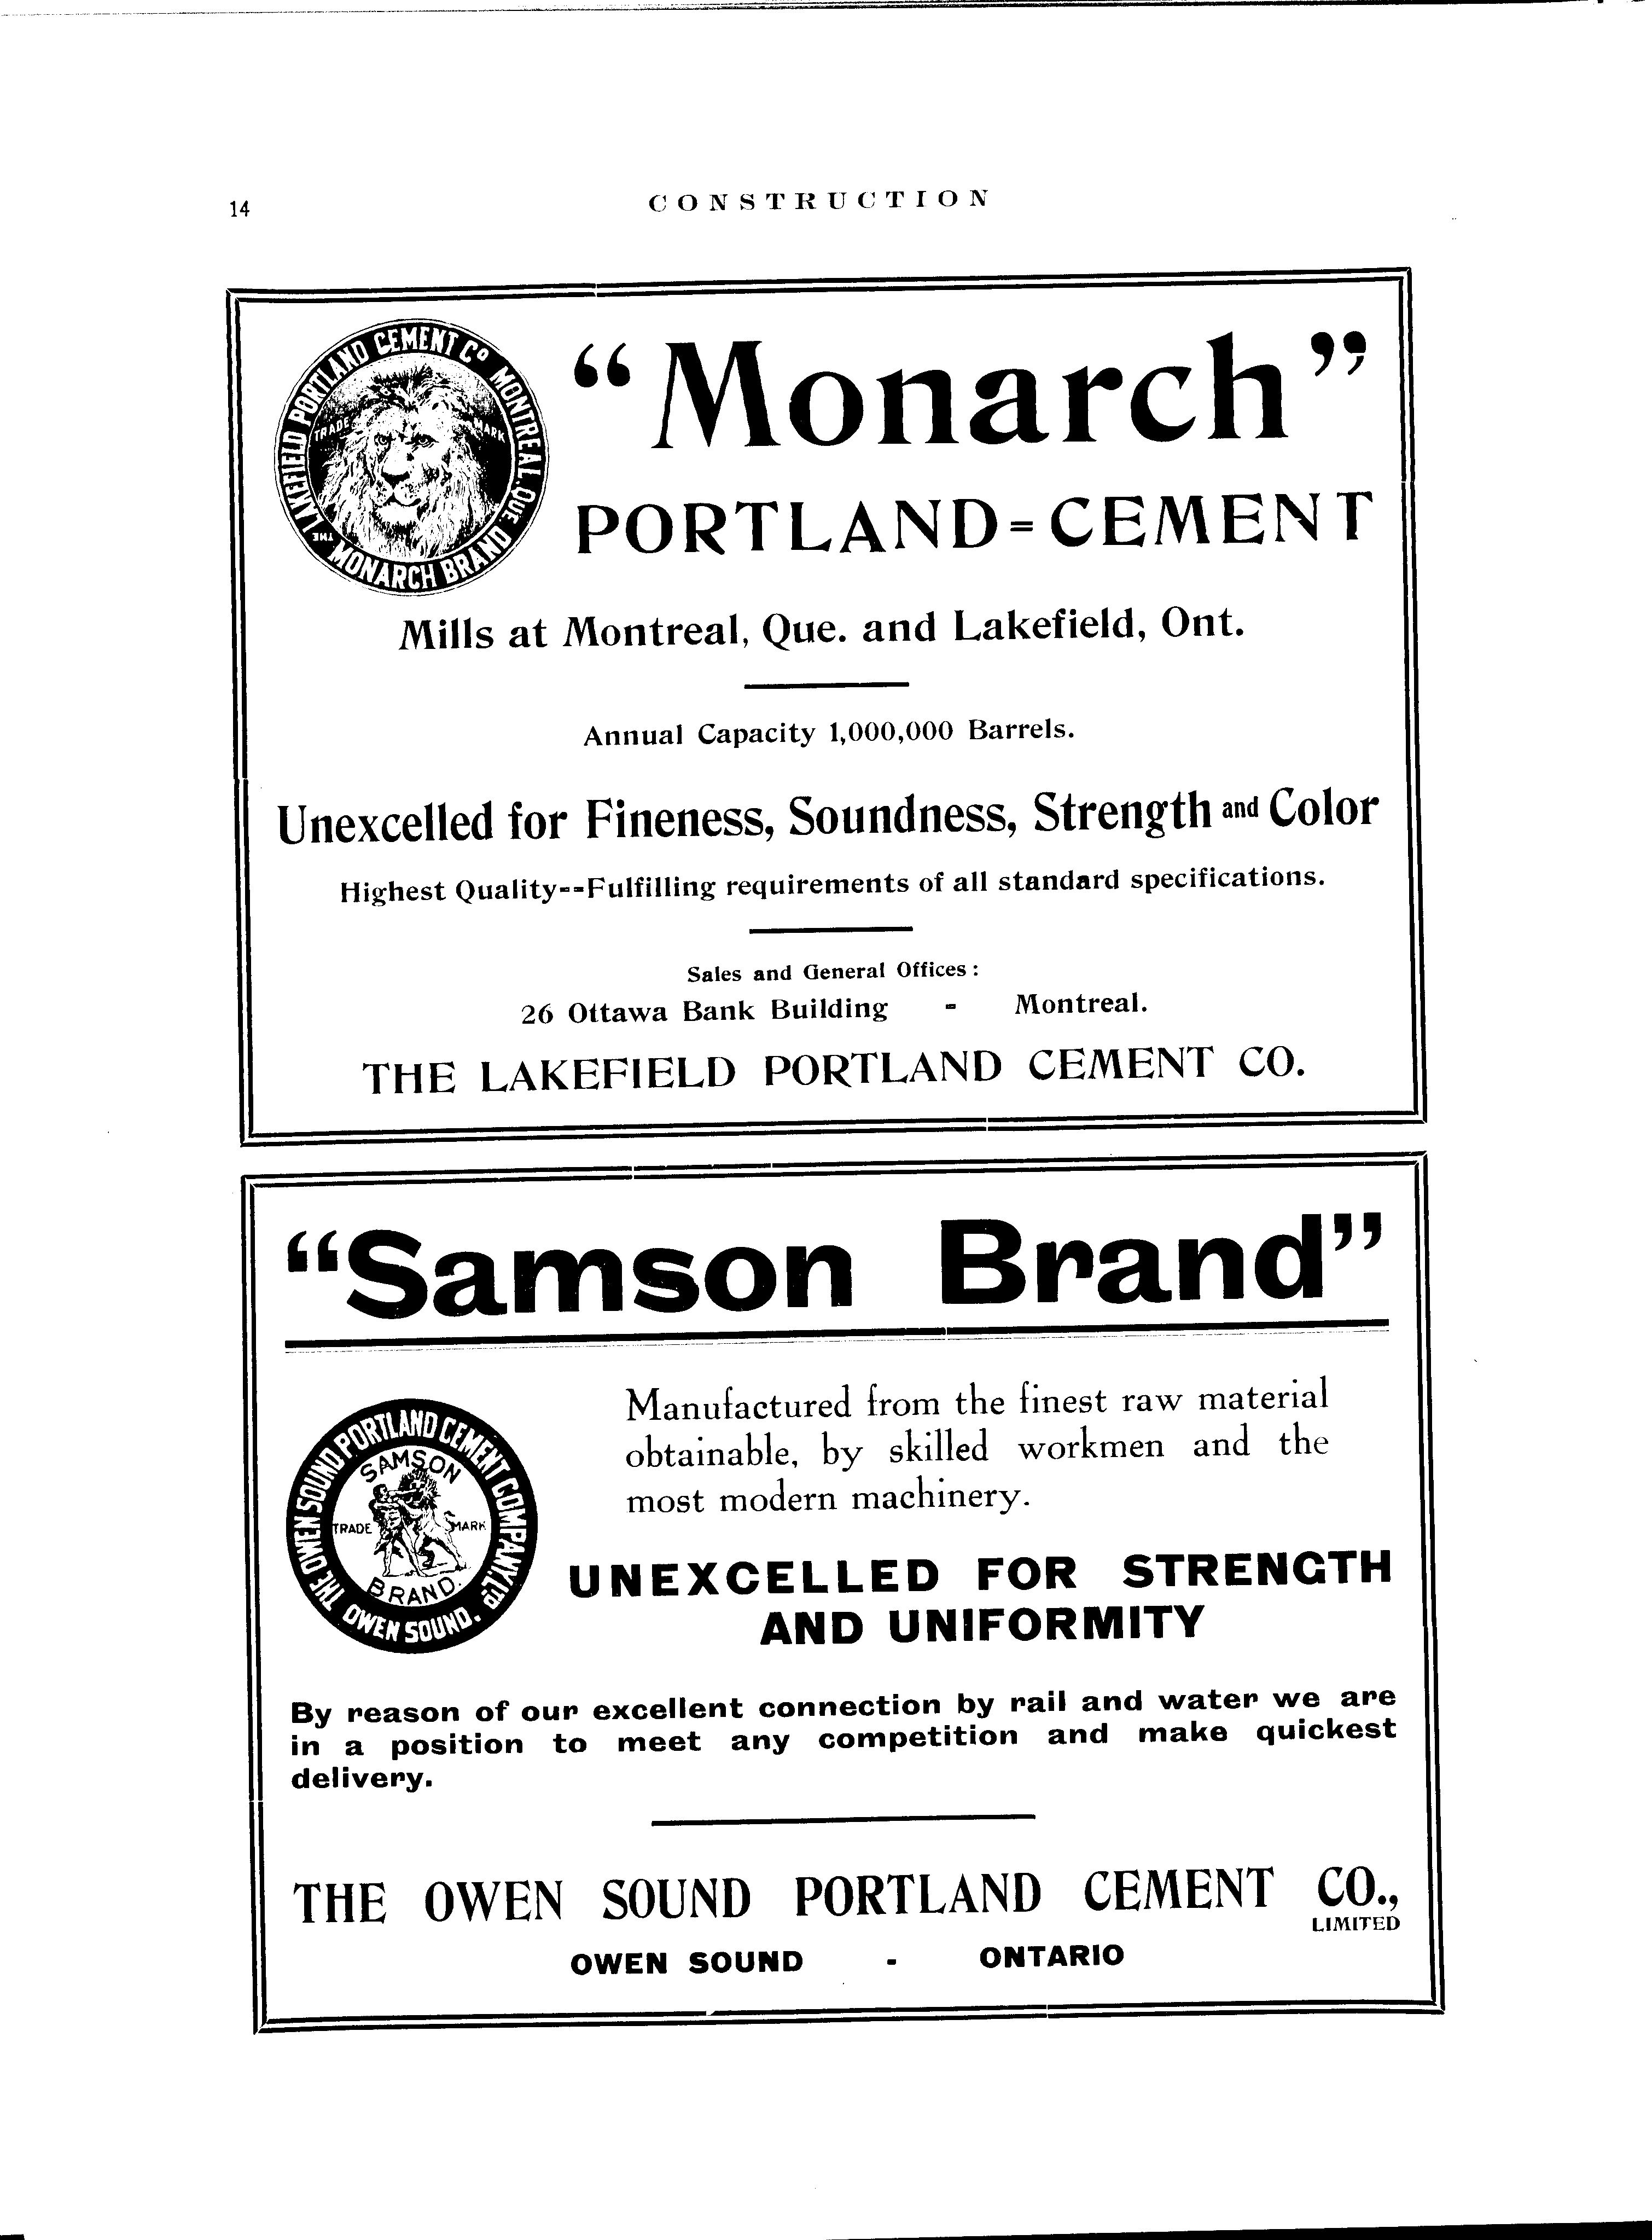 14
CONSTRUCTION
THE LAKEFIELD PORTLAND CEMENT Cº MONTREAL. QUE
TRADE MARK
MONARCH BRAND
“Monarch”
PORTLAND=CEMENT
Mills at Montreal, Que. and Lakefield, Ont.
Annual Capacity 1,000,000 Barrels.
Unexcelled for Fineness, Soundness, Strength and Color
Highest Quality--Fulfilling requirements of all standard specifications.
Sales and General Offices:
26 Ottawa Bank Building - Montreal.
THE LAKEFIELD PORTLAND CEMENT CO.
“Samson Brand”
THE OWEN SOUND PORTLAND CEMENT COMPANY. LTD
SAMSON
TRADE MARK
BRAND.
OWEN SOUND.
Manufactured from the finest raw material
obtainable, by skilled workmen and the
most modern machinery.
UNEXCELLED FOR STRENGTH
AND UNIFORMITY
By reason of our excellent connection by rail and water we are
in a position to meet any competition and make quickest
delivery.
THE OWEN SOUND PORTLAND CEMENT CO.,
LIMITED
OWEN SOUND - ONTARIO